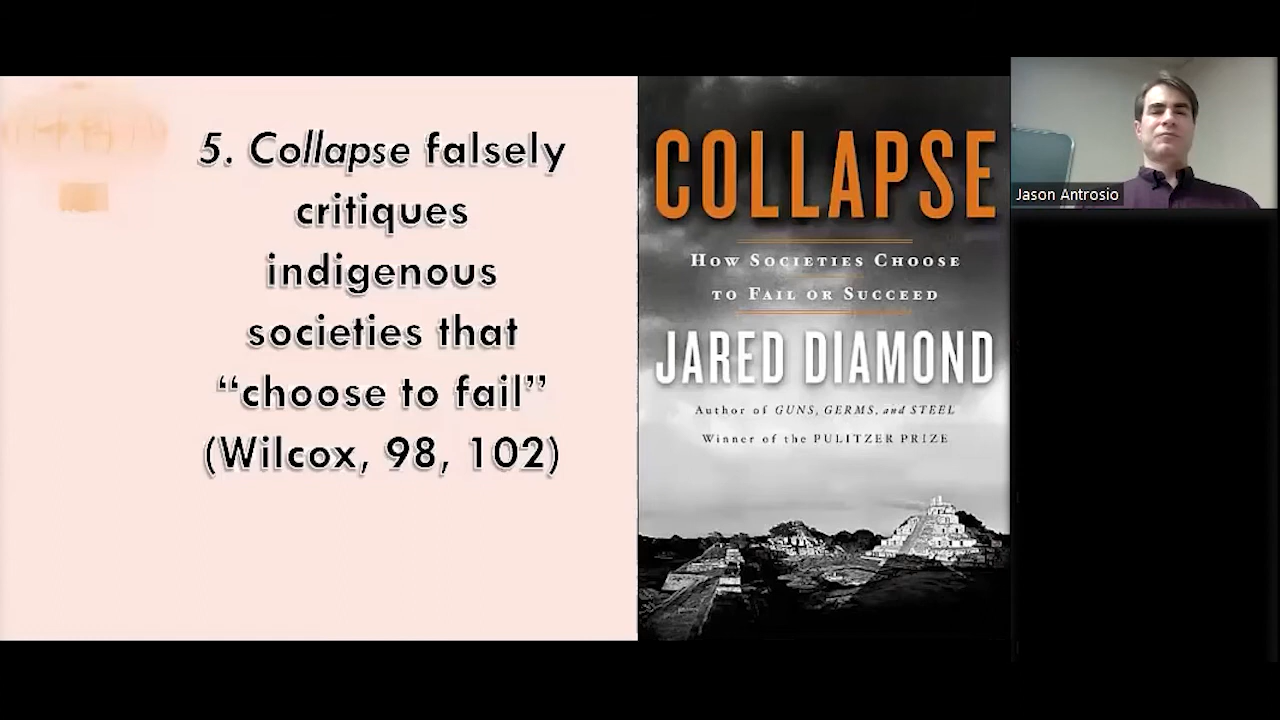 5. Collapse falsely
critiques
indigenous
societies that
“choose to fail”
(Wilcox, 98, 102)
COLLAPSE
How Societies Choose
to Fail or Succeed
JARED DIAMOND
Author of GUNS, GERMS, and STEEL
Winner of the PULITZER PRIZE
Jason Antrosio